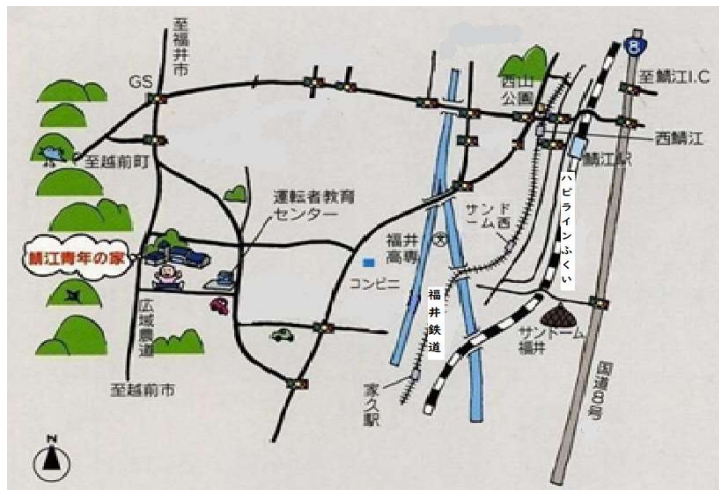 至福井市
GS
8
至鯖江I.C
西山
公園
西鯖江
鯖江駅
至越前町
運転者教育
センター
サンド
ーム西
ハピラインふくい
福井
高専
文
鯖江青年の家
コンビニ
福井鉄道
広域農道
サンドーム
福井
国道8号
家久駅
至越前市
N